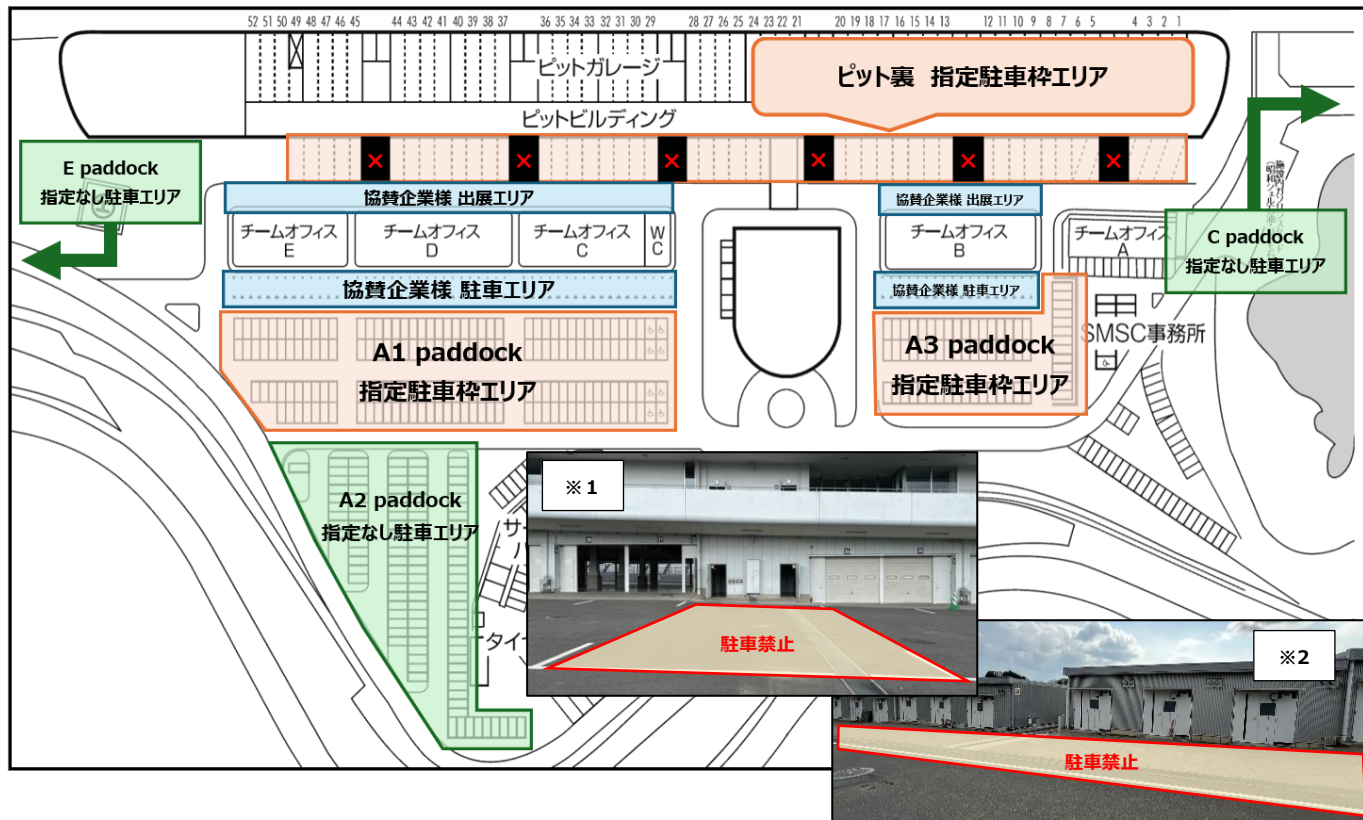 52 51 50 49 48 47 46 45 44 43 42 41 40 39 38 37 36 35 34 33 32 31 30 29 28 27 26 25 24 23 22 21 20 19 18 17 16 15 14 13 12 11 10 9 8 7 6 5 4 3 2 1
ピットガレージ
ピット裏 指定駐車枠エリア
ピットビルディング
E paddock
指定なし駐車エリア
協賛企業様 出展エリア
協賛企業様 出展エリア
チームオフィス
E
チームオフィス
D
チームオフィス
C
W
C
チームオフィス
B
チームオフィス
A
C paddock
指定なし駐車エリア
協賛企業様 駐車エリア
協賛企業様 駐車エリア
A1 paddock
指定駐車枠エリア
A3 paddock
指定駐車枠エリア
SMSC事務所
A2 paddock
指定なし駐車エリア
サー
タイ
※1
駐車禁止
※2
駐車禁止